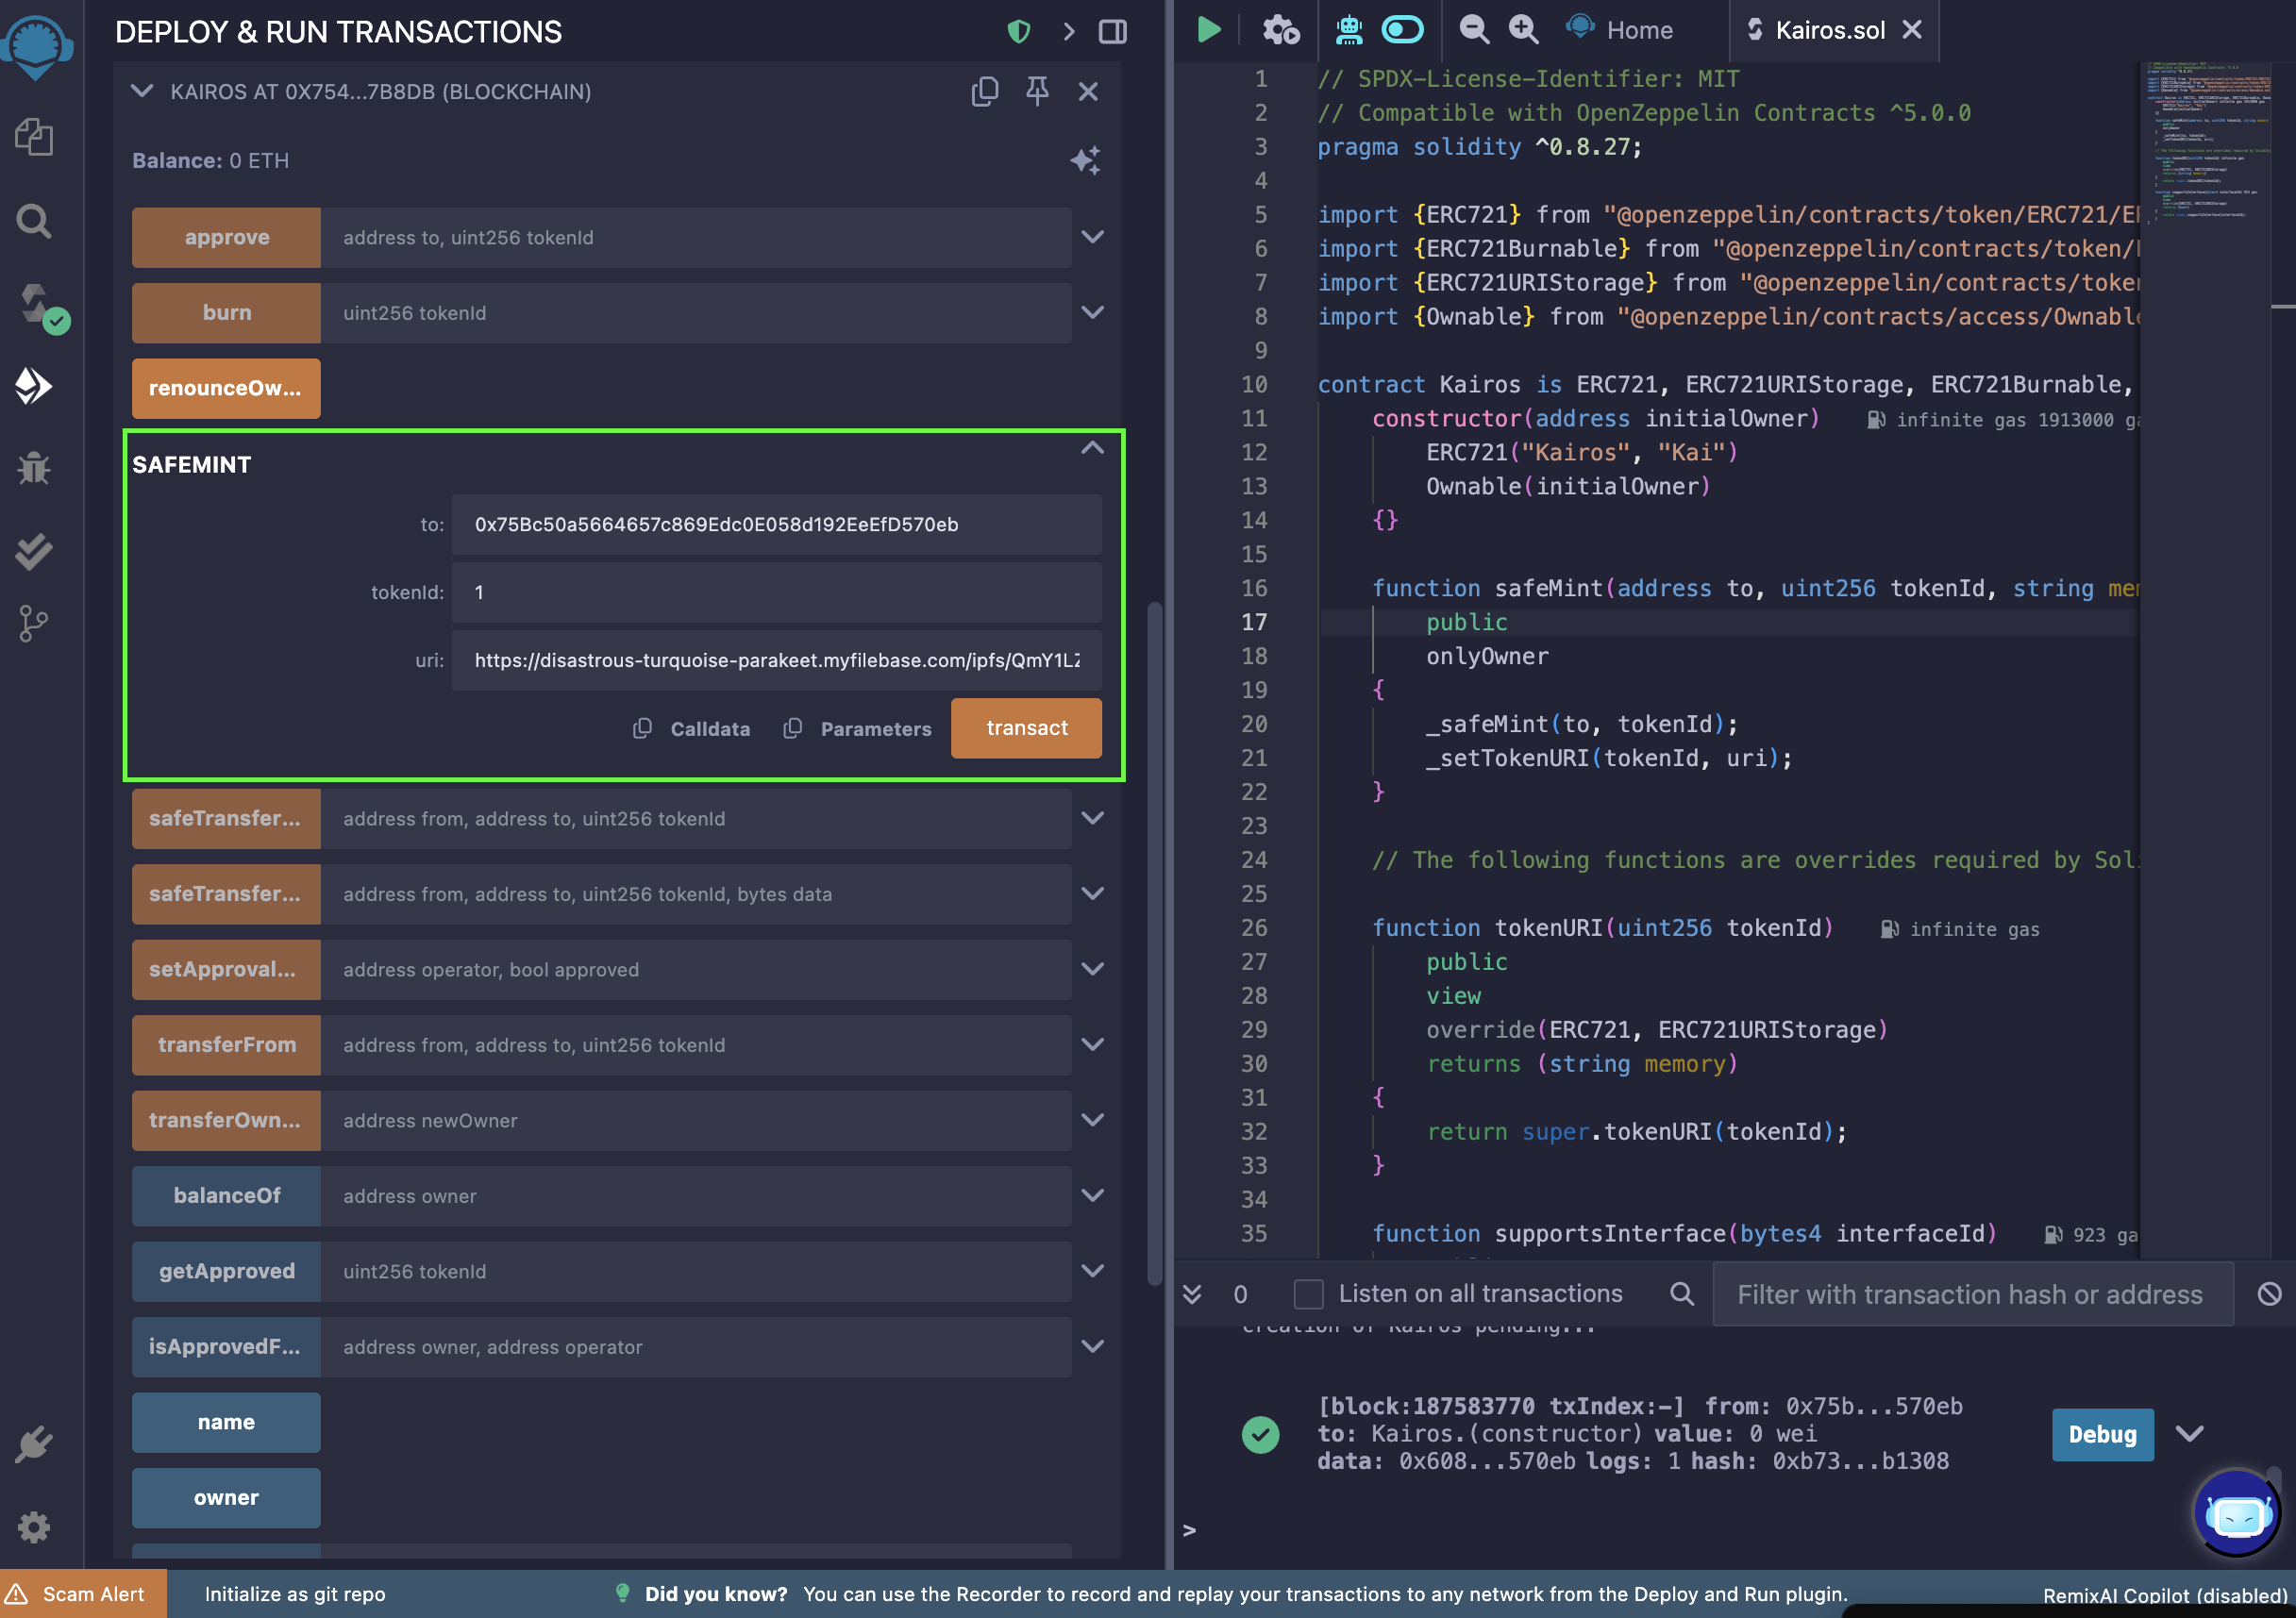 DEPLOY & RUN TRANSACTIONS
KAIROS AT 0X754...7B8DB (BLOCKCHAIN)
Balance: 0 ETH
approve address to, uint256 tokenId
burn uint256 tokenId
renounceOw...
SAFEMINT
to: 0x75Bc50a5664657c869Edc0E058d192EeEfD570eb
tokenId: 1
uri: https://disastrous-turquoise-parakeet.myfilebase.com/ipfs/QmY1LZ
Calldata Parameters transact
safeTransfer... address from, address to, uint256 tokenId
safeTransfer... address from, address to, uint256 tokenId, bytes data
setApproval... address operator, bool approved
transferFrom address from, address to, uint256 tokenId
transferOwn... address newOwner
balanceOf address owner
getApproved uint256 tokenId
isApprovedF... address owner, address operator
name
owner
Home Kairos.sol
1 // SPDX-License-Identifier: MIT
2 // Compatible with OpenZeppelin Contracts ^5.0.0
3 pragma solidity ^0.8.27;
4
5 import {ERC721} from "@openzeppelin/contracts/token/ERC721/E
6 import {ERC721Burnable} from "@openzeppelin/contracts/token/
7 import {ERC721URIStorage} from "@openzeppelin/contracts/toke
8 import {Ownable} from "@openzeppelin/contracts/access/Ownabl
9
10 contract Kairos is ERC721, ERC721URIStorage, ERC721Burnable,
11 constructor(address initialOwner) infinite gas 1913000 ga
12 ERC721("Kairos", "Kai")
13 Ownable(initialOwner)
14 {}
15
16 function safeMint(address to, uint256 tokenId, string mem
17 public
18 onlyOwner
19 {
20 _safeMint(to, tokenId);
21 _setTokenURI(tokenId, uri);
22 }
23
24 // The following functions are overrides required by Sol
25
26 function tokenURI(uint256 tokenId) infinite gas
27 public
28 view
29 override(ERC721, ERC721URIStorage)
30 returns (string memory)
31 {
32 return super.tokenURI(tokenId);
33 }
34
35 function supportsInterface(bytes4 interfaceId) 923 ga
0 Listen on all transactions Filter with transaction hash or address
creation of Kairos pending...
[block:187583770 txIndex:-] from: 0x75b...570eb
to: Kairos.(constructor) value: 0 wei
data: 0x608...570eb logs: 1 hash: 0xb73...b1308
Debug
>
Scam Alert Initialize as git repo Did you know? You can use the Recorder to record and replay your transactions to any network from the Deploy and Run plugin. RemixAI Copilot (disabled)